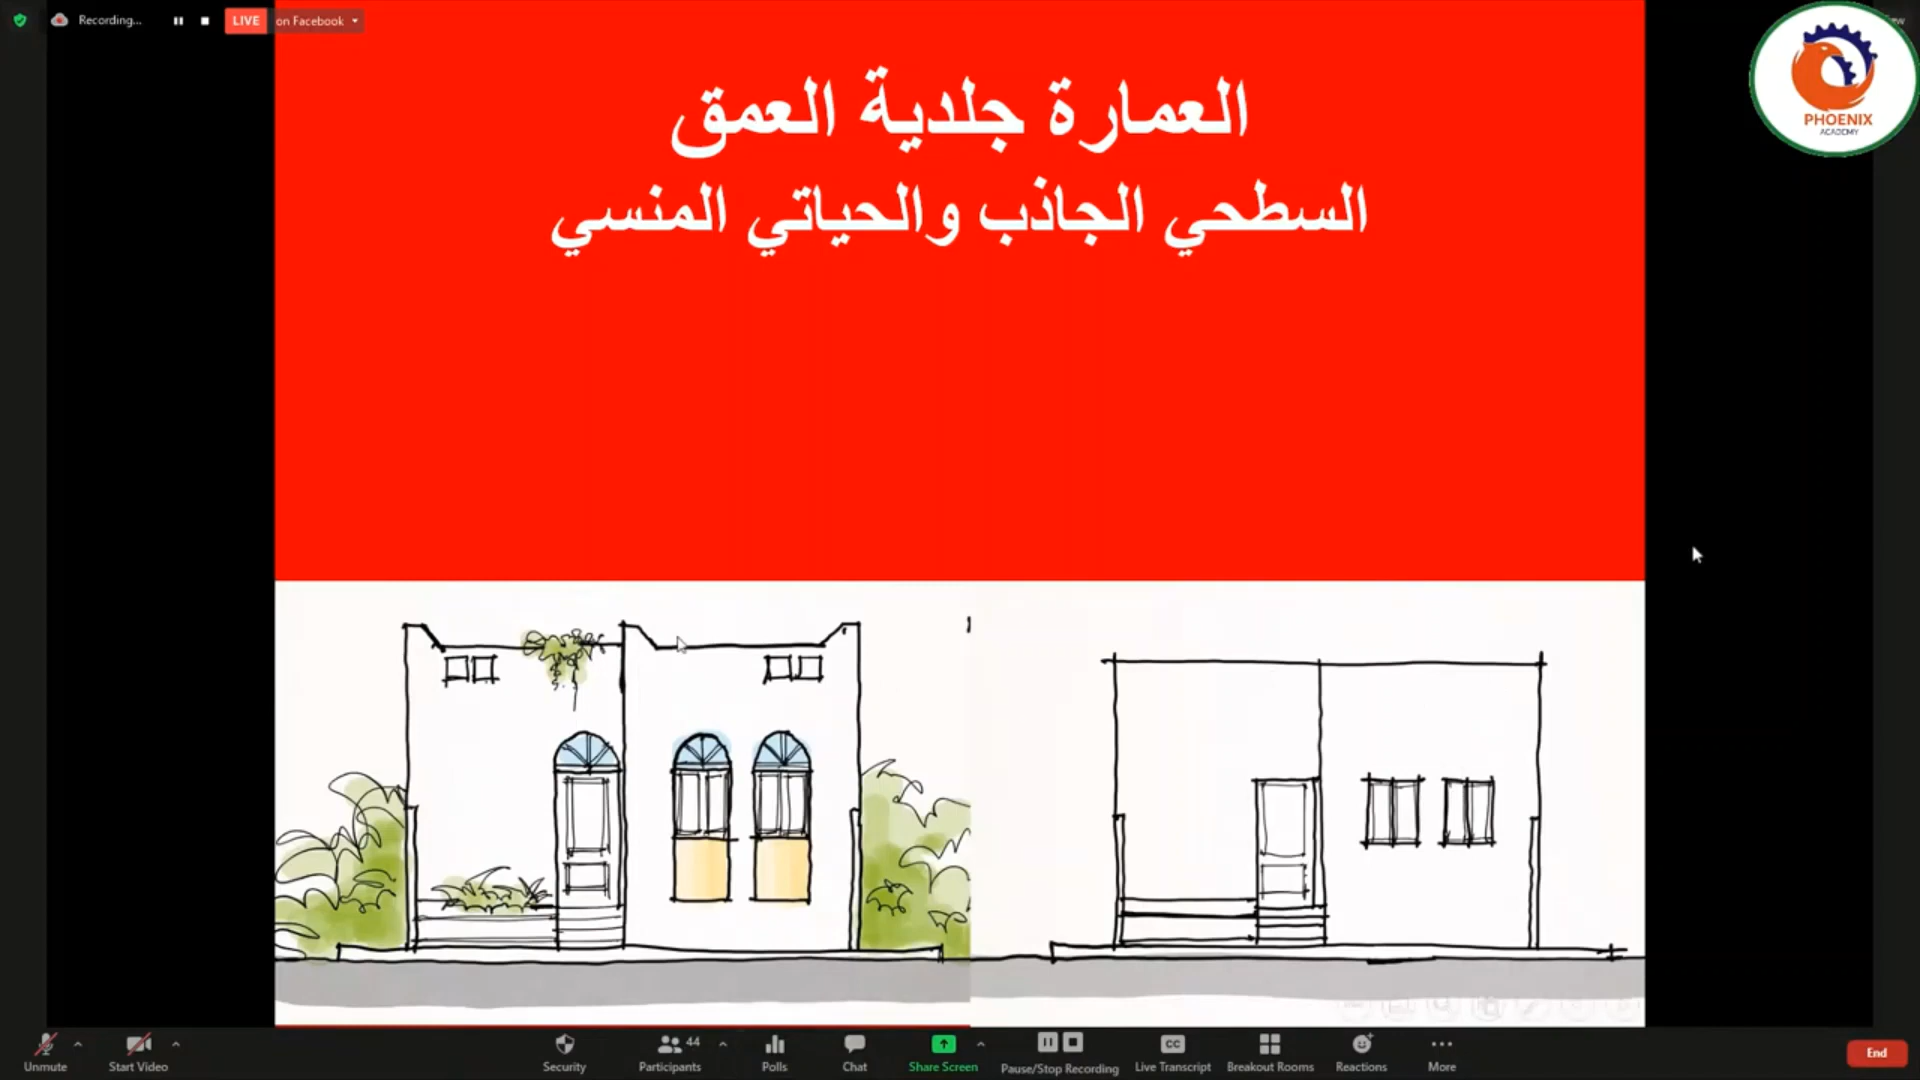 Recording...
LIVE on Facebook
PHOENIX
ACADEMY
العمارة جلدية العمق
السطحي الجاذب والحياتي المنسي
Unmute
Start Video
Security
44
Participants
Polls
Chat
Share Screen
Pause/Stop Recording
CC
Live Transcript
Breakout Rooms
Reactions
More
End